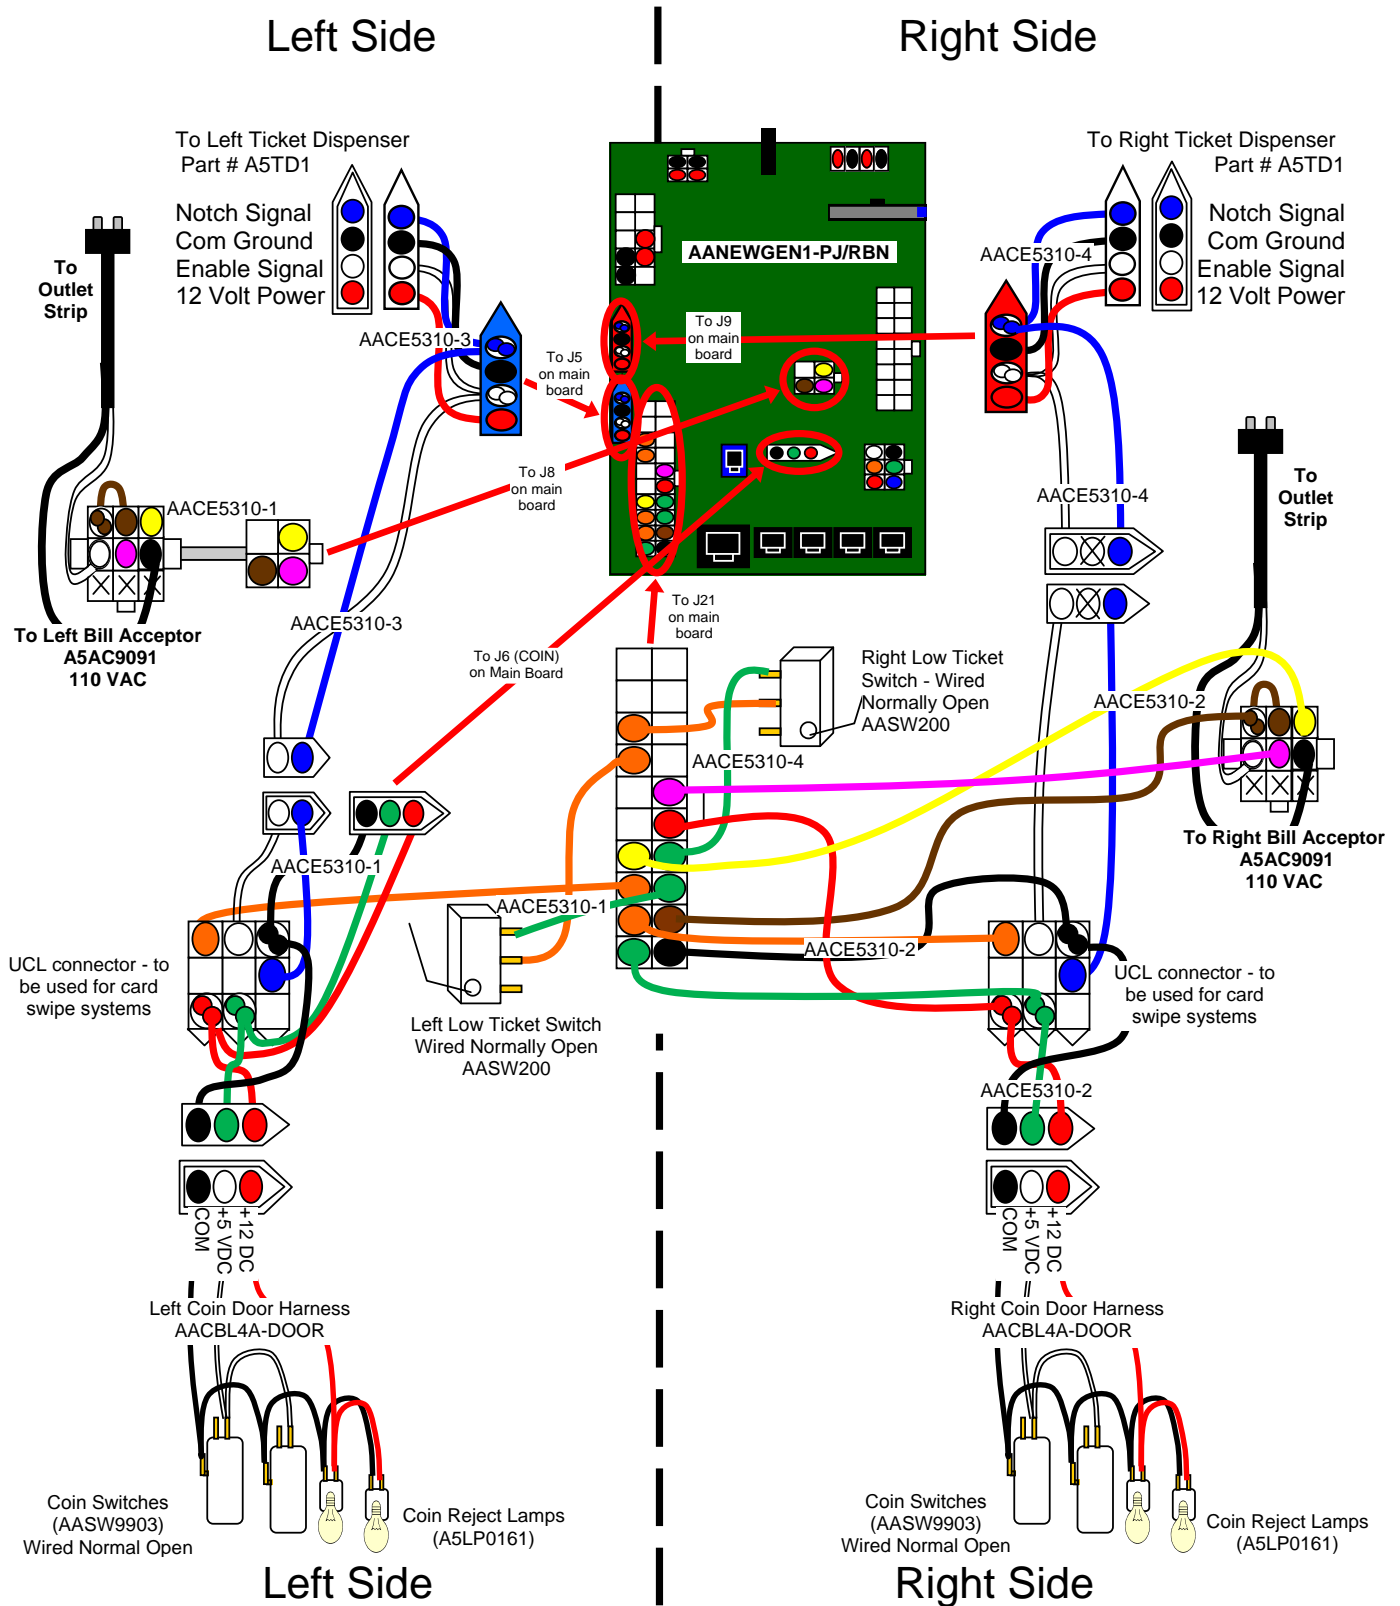 Left Side
Right Side
To Left Ticket Dispenser
Part # A5TD1
Notch Signal
Com Ground
Enable Signal
12 Volt Power
To
Outlet
Strip
AANEWGEN1-PJ/RBN
To Right Ticket Dispenser
Part # A5TD1
Notch Signal
Com Ground
Enable Signal
12 Volt Power
AACE5310-4
AACE5310-3
To J9
on main
board
To J5
on main
board
To J8
on main
board
AACE5310-1
To Left Bill Acceptor
A5AC9091
110 VAC
AACE5310-3
To J6 (COIN)
on Main Board
To J21
on main
board
AACE5310-4
To
Outlet
Strip
Right Low Ticket
Switch - Wired
Normally Open
AASW200
AACE5310-2
AACE5310-4
To Right Bill Acceptor
A5AC9091
110 VAC
AACE5310-1
AACE5310-1
AACE5310-2
UCL connector - to
be used for card
swipe systems
Left Low Ticket Switch
Wired Normally Open
AASW200
UCL connector - to
be used for card
swipe systems
AACE5310-2
COM
+5 VDC
+12 DC
COM
+5 VDC
+12 DC
Left Coin Door Harness
AACBL4A-DOOR
Right Coin Door Harness
AACBL4A-DOOR
Coin Switches
(AASW9903)
Wired Normal Open
Coin Reject Lamps
(A5LP0161)
Coin Switches
(AASW9903)
Wired Normal Open
Coin Reject Lamps
(A5LP0161)
Left Side
Right Side